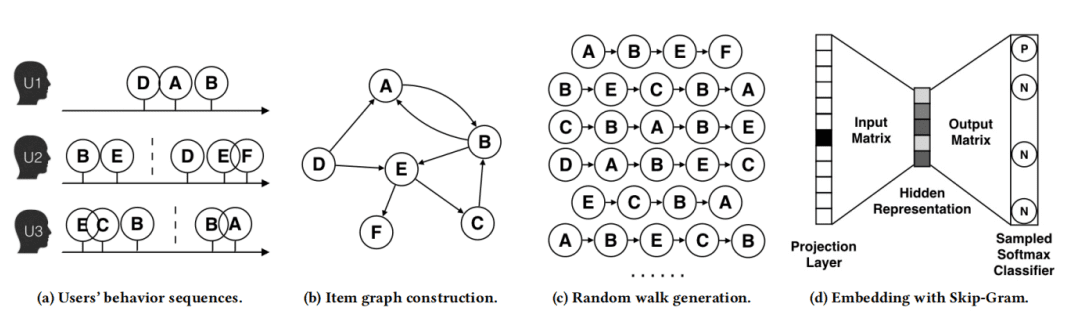 U1 D A B
U2 B E D E F
U3 E C B B A
(a) Users' behavior sequences.
A
B
D
E
F
C
(b) Item graph construction.
A B E F
B E C B A
C B A B E
D A B E C
E C B A
A B E C B
......
(c) Random walk generation.
P
N
Input
Matrix
Output
Matrix
N
Hidden
Representation
N
Projection
Layer
Sampled
Softmax
Classifier
(d) Embedding with Skip-Gram.